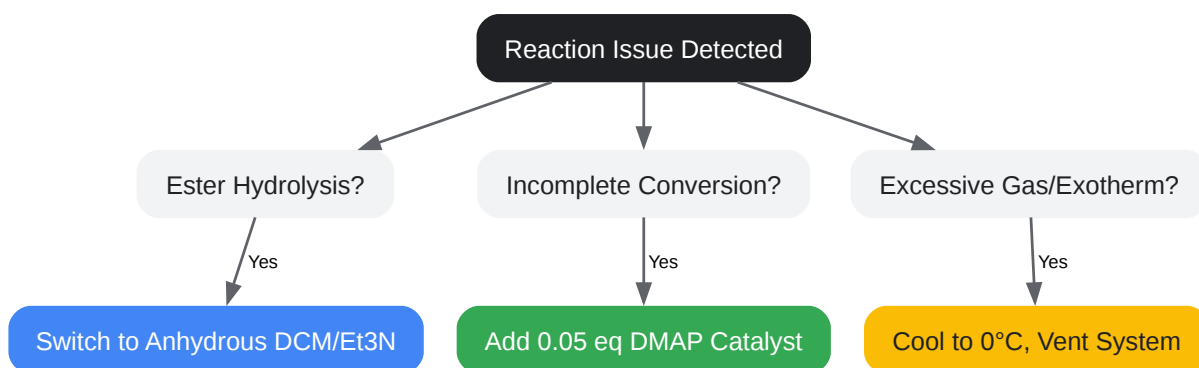 Reaction Issue Detected
Ester Hydrolysis?
Incomplete Conversion?
Excessive Gas/Exotherm?
Yes
Yes
Yes
Switch to Anhydrous DCM/Et3N
Add 0.05 eq DMAP Catalyst
Cool to 0°C, Vent System